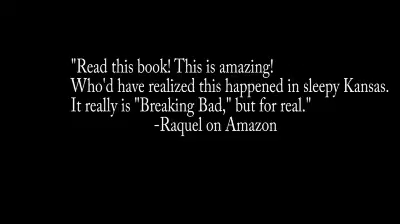 "Read this book! This is amazing!
Who'd have realized this happened in sleepy Kansas.
It really is "Breaking Bad," but for real."
-Raquel on Amazon